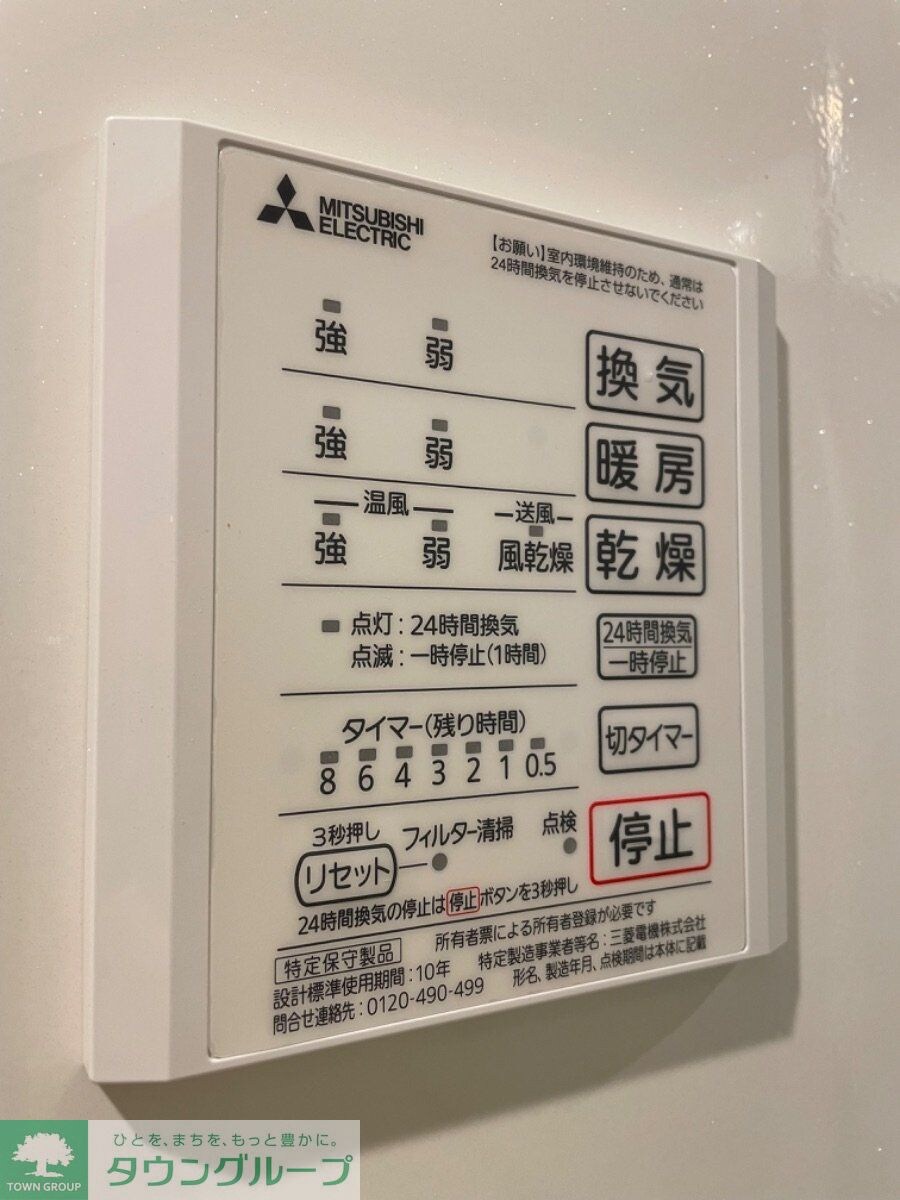 MITSUBISHI
ELECTRIC
【お願い】室内環境維持のため、通常は
24時間換気を停止させないでください
強 弱
換気
強 弱
暖房
温風 送風
強 弱 風乾燥
乾燥
点灯：24時間換気
点滅：一時停止(1時間)
24時間換気
一時停止
タイマー(残り時間)
8 6 4 3 2 1 0.5
切タイマー
3秒押し
リセット
フィルター清掃
点検
停止
24時間換気の停止は停止ボタンを3秒押し
特定保守製品
所有者票による所有者登録が必要です
設計標準使用期間：10年
特定製造事業者等名：三菱電機株式会社
問合せ連絡先：0120-490-499
形名、製造年月、点検期間は本体に記載
TOWN GROUP
ひとを、まちを、もっと豊かに。
タウングループ